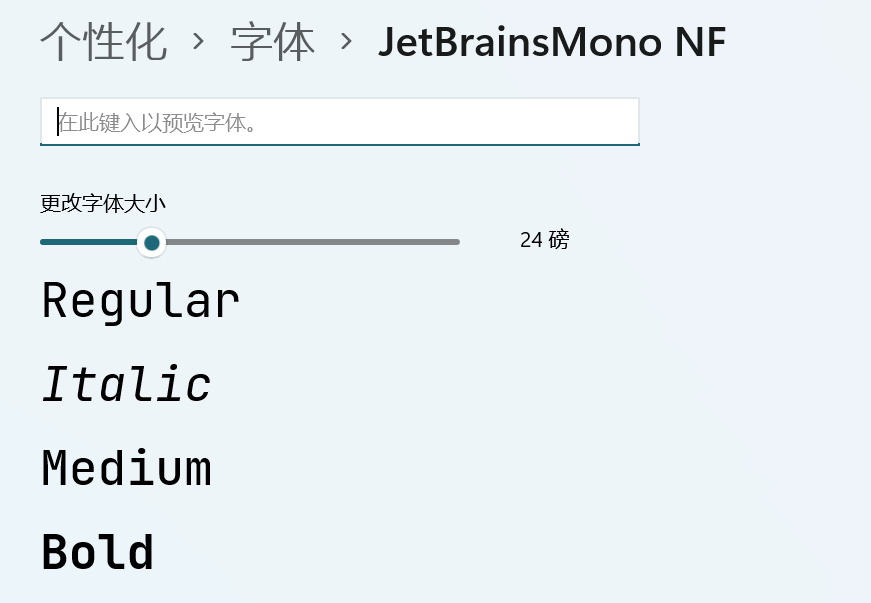 个性化 › 字体 › JetBrainsMono NF
在此键入以预览字体。
更改字体大小
24 磅
Regular
Italic
Medium
Bold